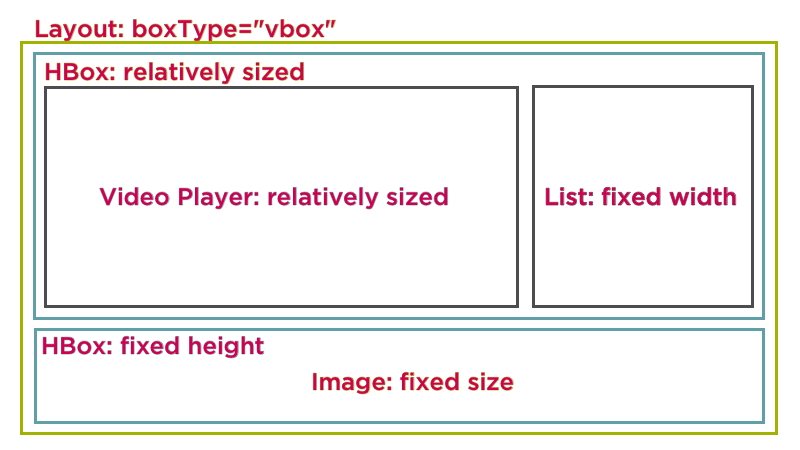 Layout: boxType="vbox"
HBox: relatively sized
Video Player: relatively sized
List: fixed width
HBox: fixed height
Image: fixed size